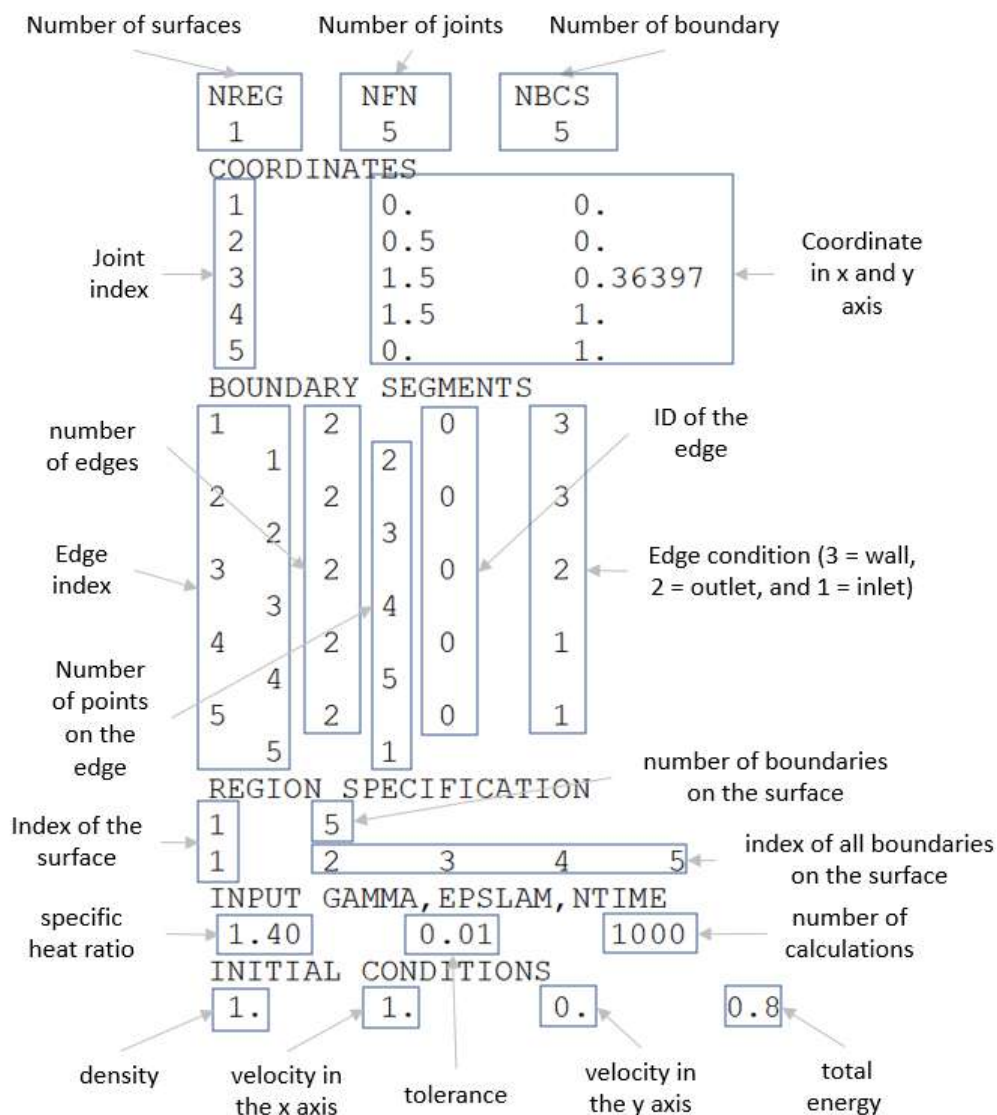 Number of surfaces Number of joints Number of boundary
NREG NFN NBCS
1 5 5
COORDINATES
1 0. 0.
2 0.5 0.
3 1.5 0.36397
4 1.5 1.
5 0. 1.
Joint
index
Coordinate
in x and y
axis
BOUNDARY SEGMENTS
1 2 0 3
1 2
2 2 0 3
2 3
3 2 0 2
3 4
4 2 0 1
4 5
5 2 0 1
5 1
number
of edges
ID of the
edge
Edge
index
Edge condition (3 = wall,
2 = outlet, and 1 = inlet)
Number
of points
on the
edge
number of boundaries
on the surface
REGION SPECIFICATION
1 5
1 2 3 4 5
Index of the
surface
index of all boundaries
on the surface
INPUT GAMMA,EPSLAM,NTIME
1.40 0.01 1000
specific
heat ratio
number of
calculations
INITIAL CONDITIONS
1. 1. 0. 0.8
density
velocity in
the x axis
tolerance
velocity in
the y axis
total
energy